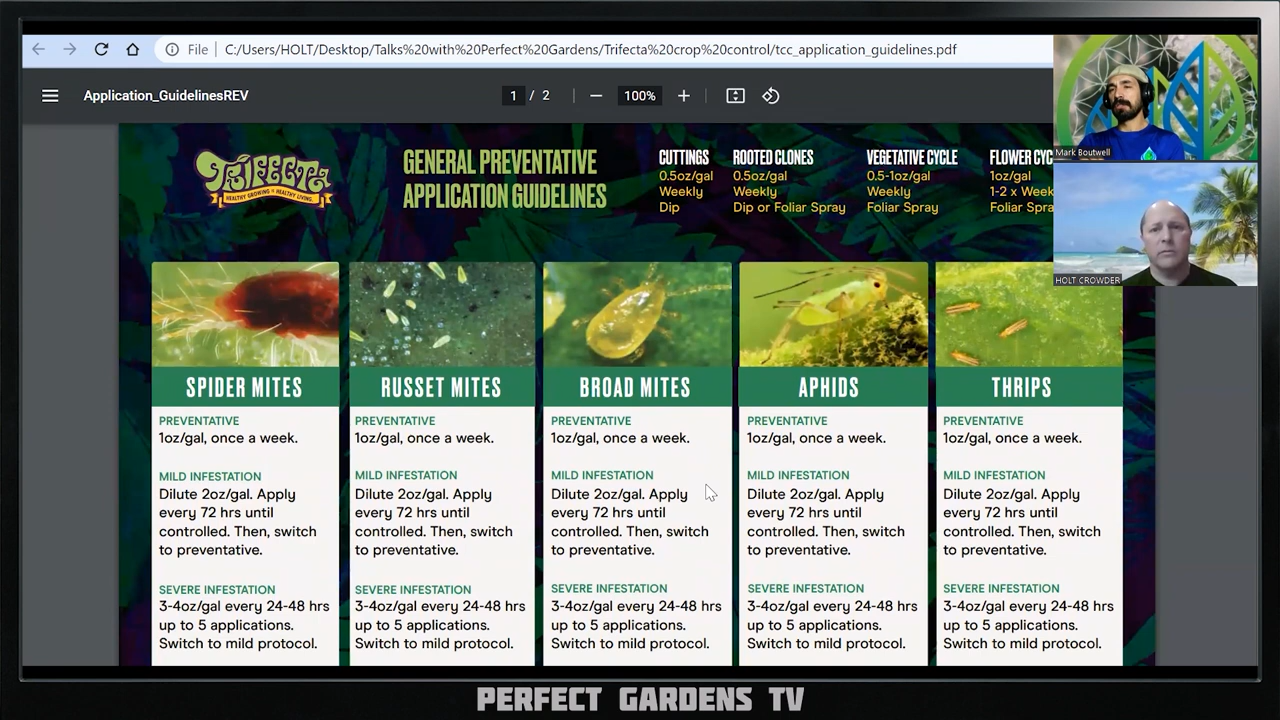 File
C:/Users/HOLT/Desktop/Talks%20with%20Perfect%20Gardens/Trifecta%20crop%20control/tcc_application_guidelines.pdf
Application_GuidelinesREV
1 / 2
100%
Mark Boutwell
HOLT CROWDER
TRIFECTA
HEALTHY GROWING = HEALTHY LIVING.
GENERAL PREVENTATIVE
APPLICATION GUIDELINES
CUTTINGS
0.5oz/gal
Weekly
Dip
ROOTED CLONES
0.5oz/gal
Weekly
Dip or Foliar Spray
VEGETATIVE CYCLE
0.5-1oz/gal
Weekly
Foliar Spray
FLOWER CYC
1oz/gal
1-2 x Week
Foliar Spra
SPIDER MITES
PREVENTATIVE
1oz/gal, once a week.
MILD INFESTATION
Dilute 2oz/gal. Apply
every 72 hrs until
controlled. Then, switch
to preventative.
SEVERE INFESTATION
3-4oz/gal every 24-48 hrs
up to 5 applications.
Switch to mild protocol.
RUSSET MITES
PREVENTATIVE
1oz/gal, once a week.
MILD INFESTATION
Dilute 2oz/gal. Apply
every 72 hrs until
controlled. Then, switch
to preventative.
SEVERE INFESTATION
3-4oz/gal every 24-48 hrs
up to 5 applications.
Switch to mild protocol.
BROAD MITES
PREVENTATIVE
1oz/gal, once a week.
MILD INFESTATION
Dilute 2oz/gal. Apply
every 72 hrs until
controlled. Then, switch
to preventative.
SEVERE INFESTATION
3-4oz/gal every 24-48 hrs
up to 5 applications.
Switch to mild protocol.
APHIDS
PREVENTATIVE
1oz/gal, once a week.
MILD INFESTATION
Dilute 2oz/gal. Apply
every 72 hrs until
controlled. Then, switch
to preventative.
SEVERE INFESTATION
3-4oz/gal every 24-48 hrs
up to 5 applications.
Switch to mild protocol.
THRIPS
PREVENTATIVE
1oz/gal, once a week.
MILD INFESTATION
Dilute 2oz/gal. Apply
every 72 hrs until
controlled. Then, switch
to preventative.
SEVERE INFESTATION
3-4oz/gal every 24-48 hrs
up to 5 applications.
Switch to mild protocol.
PERFECT GARDENS TV